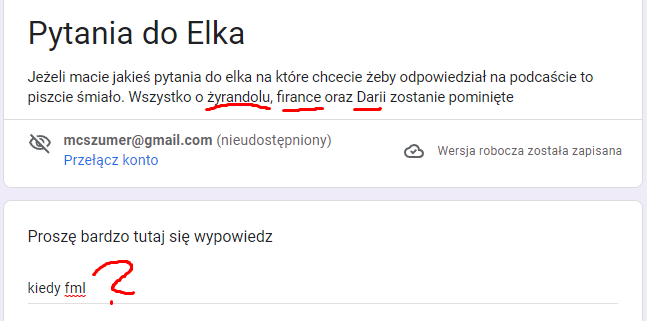 Pytania do Elka
Jeżeli macie jakieś pytania do elka na które chcecie żeby odpowiedział na podcaście to
piszcie śmiało. Wszystko o żyrandolu, firance oraz Darii zostanie pominięte
mcszumer@gmail.com (nieudostępniony)
Przełącz konto
Wersja robocza została zapisana
Proszę bardzo tutaj się wypowiedz
kiedy fml ?